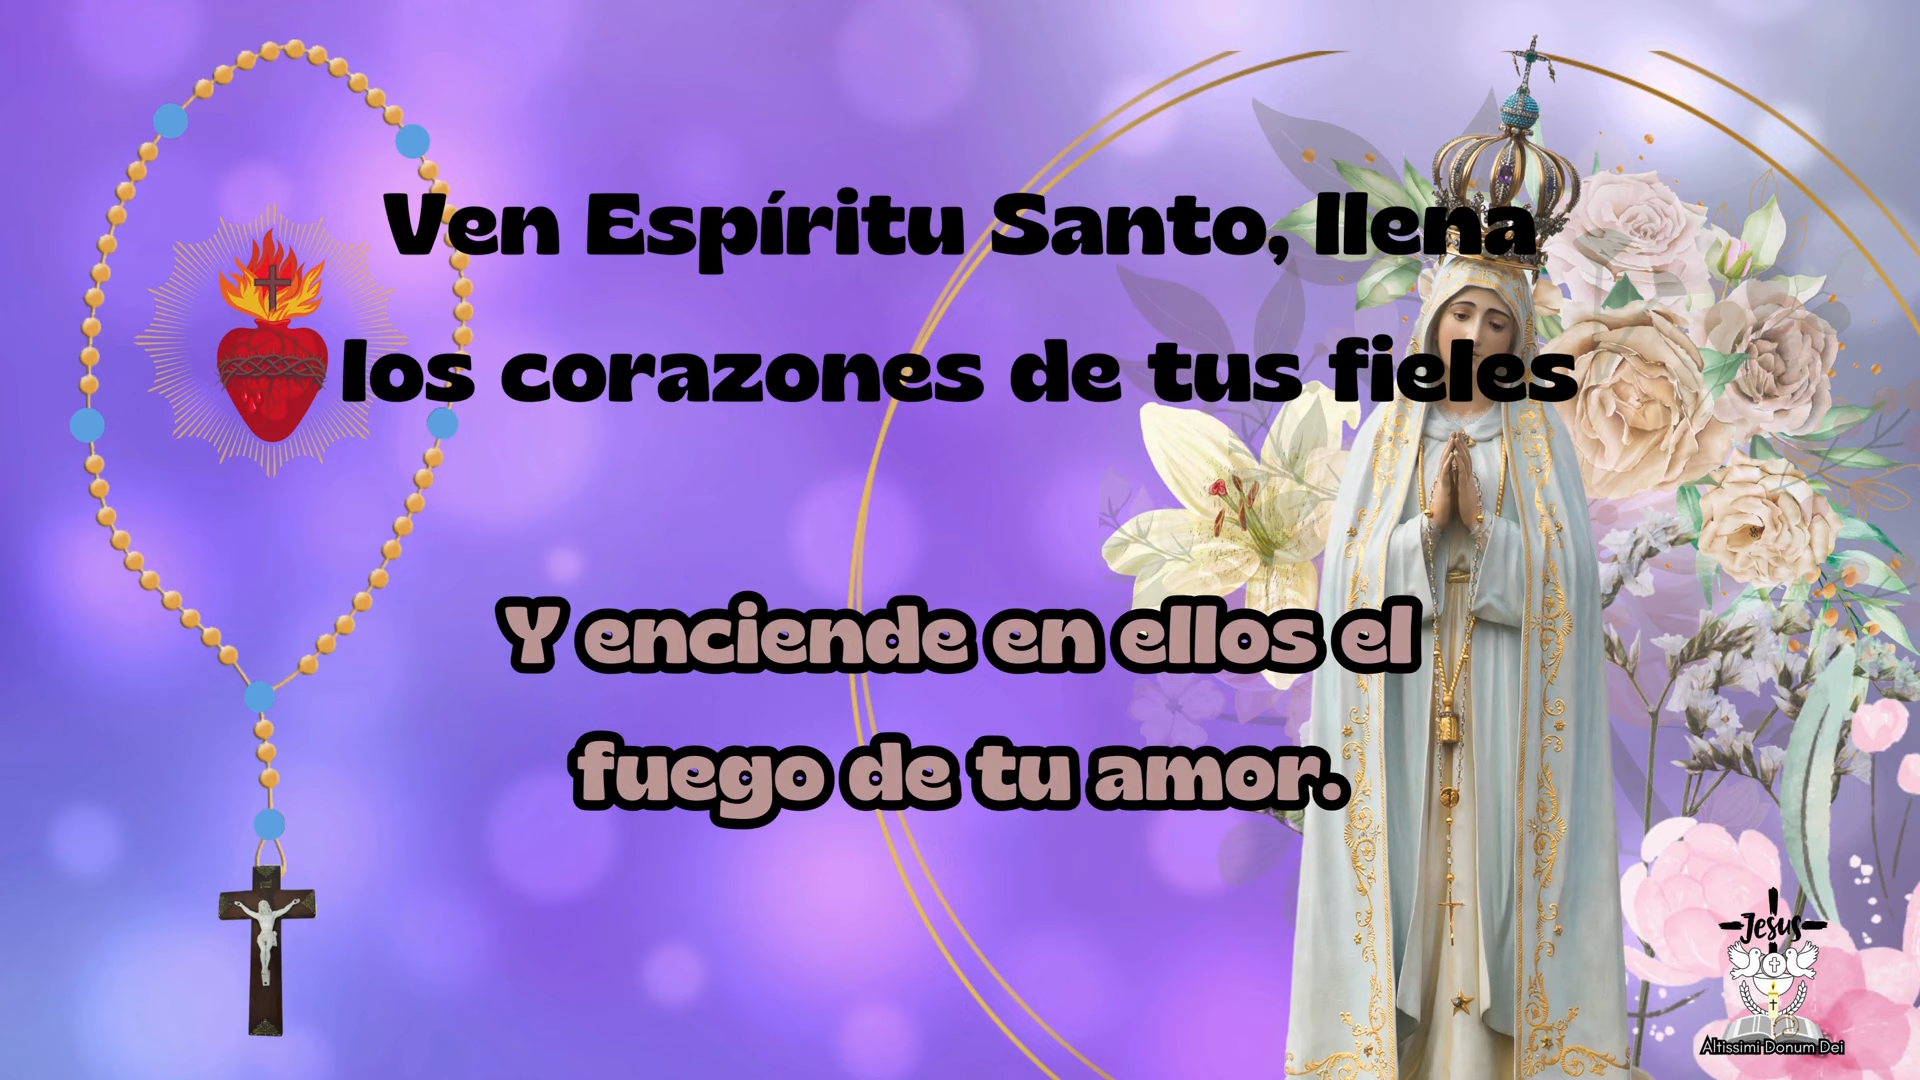 Ven Espíritu Santo, llena
los corazones de tus fieles
Y enciende en ellos el
fuego de tu amor.
Jesus
Altissimi Donum Dei